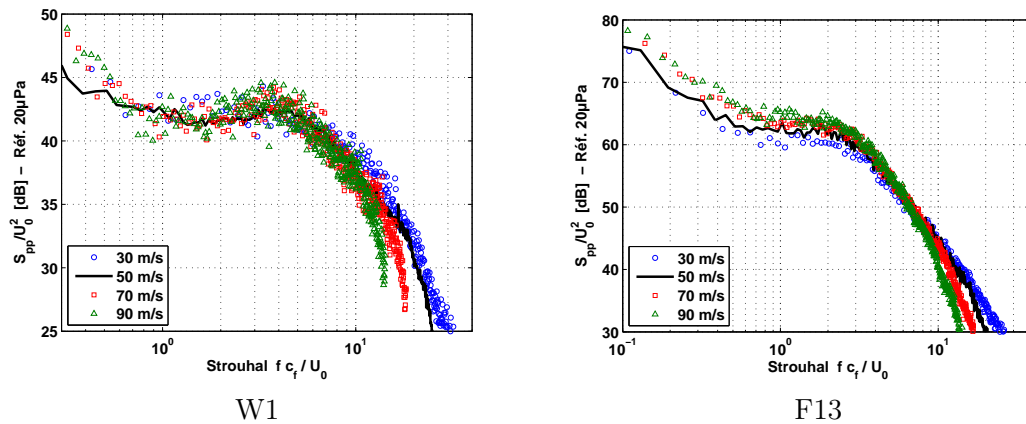 50
45
40
35
30
25
S_pp/U_0^2 [dB] − Réf. 20µPa
30 m/s
50 m/s
70 m/s
90 m/s
10^0
10^1
Strouhal f c_f / U_0
W1
80
70
60
50
40
30
S_pp/U_0^2 [dB] − Réf. 20µPa
30 m/s
50 m/s
70 m/s
90 m/s
10^−1
10^0
10^1
Strouhal f c_f / U_0
F13